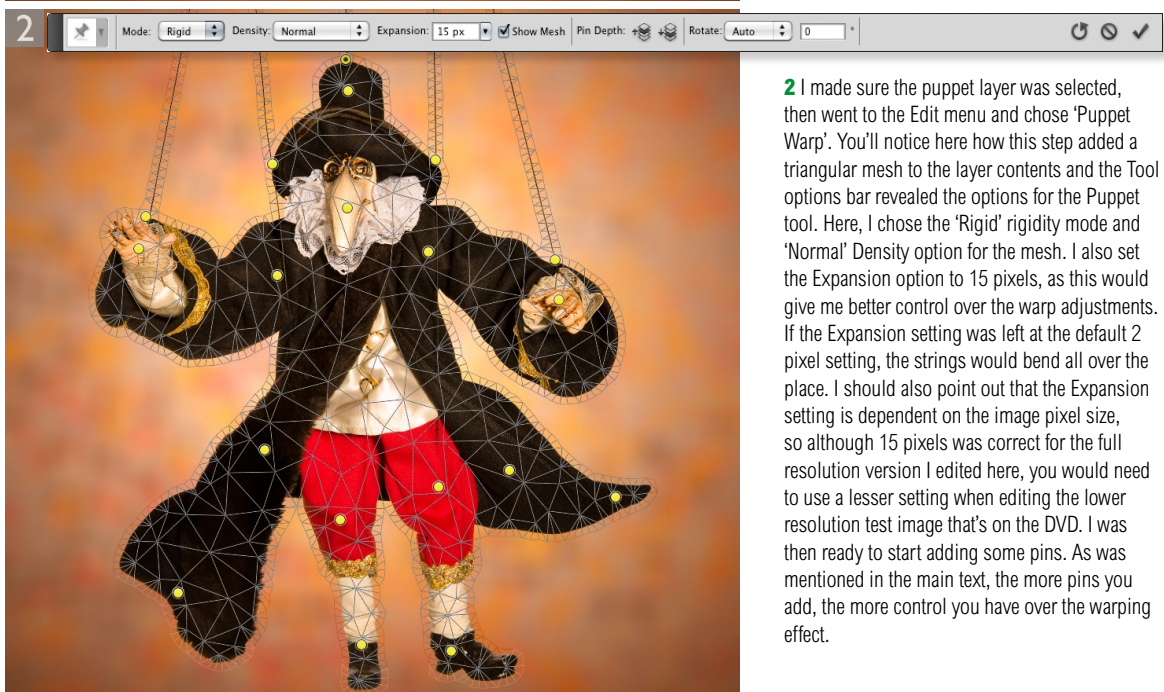 2
Mode: Rigid Density: Normal Expansion: 15 px Show Mesh Pin Depth: Rotate: Auto 0 °
2 I made sure the puppet layer was selected,
then went to the Edit menu and chose ‘Puppet
Warp’. You’ll notice here how this step added a
triangular mesh to the layer contents and the Tool
options bar revealed the options for the Puppet
tool. Here, I chose the ‘Rigid’ rigidity mode and
‘Normal’ Density option for the mesh. I also set
the Expansion option to 15 pixels, as this would
give me better control over the warp adjustments.
If the Expansion setting was left at the default 2
pixel setting, the strings would bend all over the
place. I should also point out that the Expansion
setting is dependent on the image pixel size,
so although 15 pixels was correct for the full
resolution version I edited here, you would need
to use a lesser setting when editing the lower
resolution test image that’s on the DVD. I was
then ready to start adding some pins. As was
mentioned in the main text, the more pins you
add, the more control you have over the warping
effect.